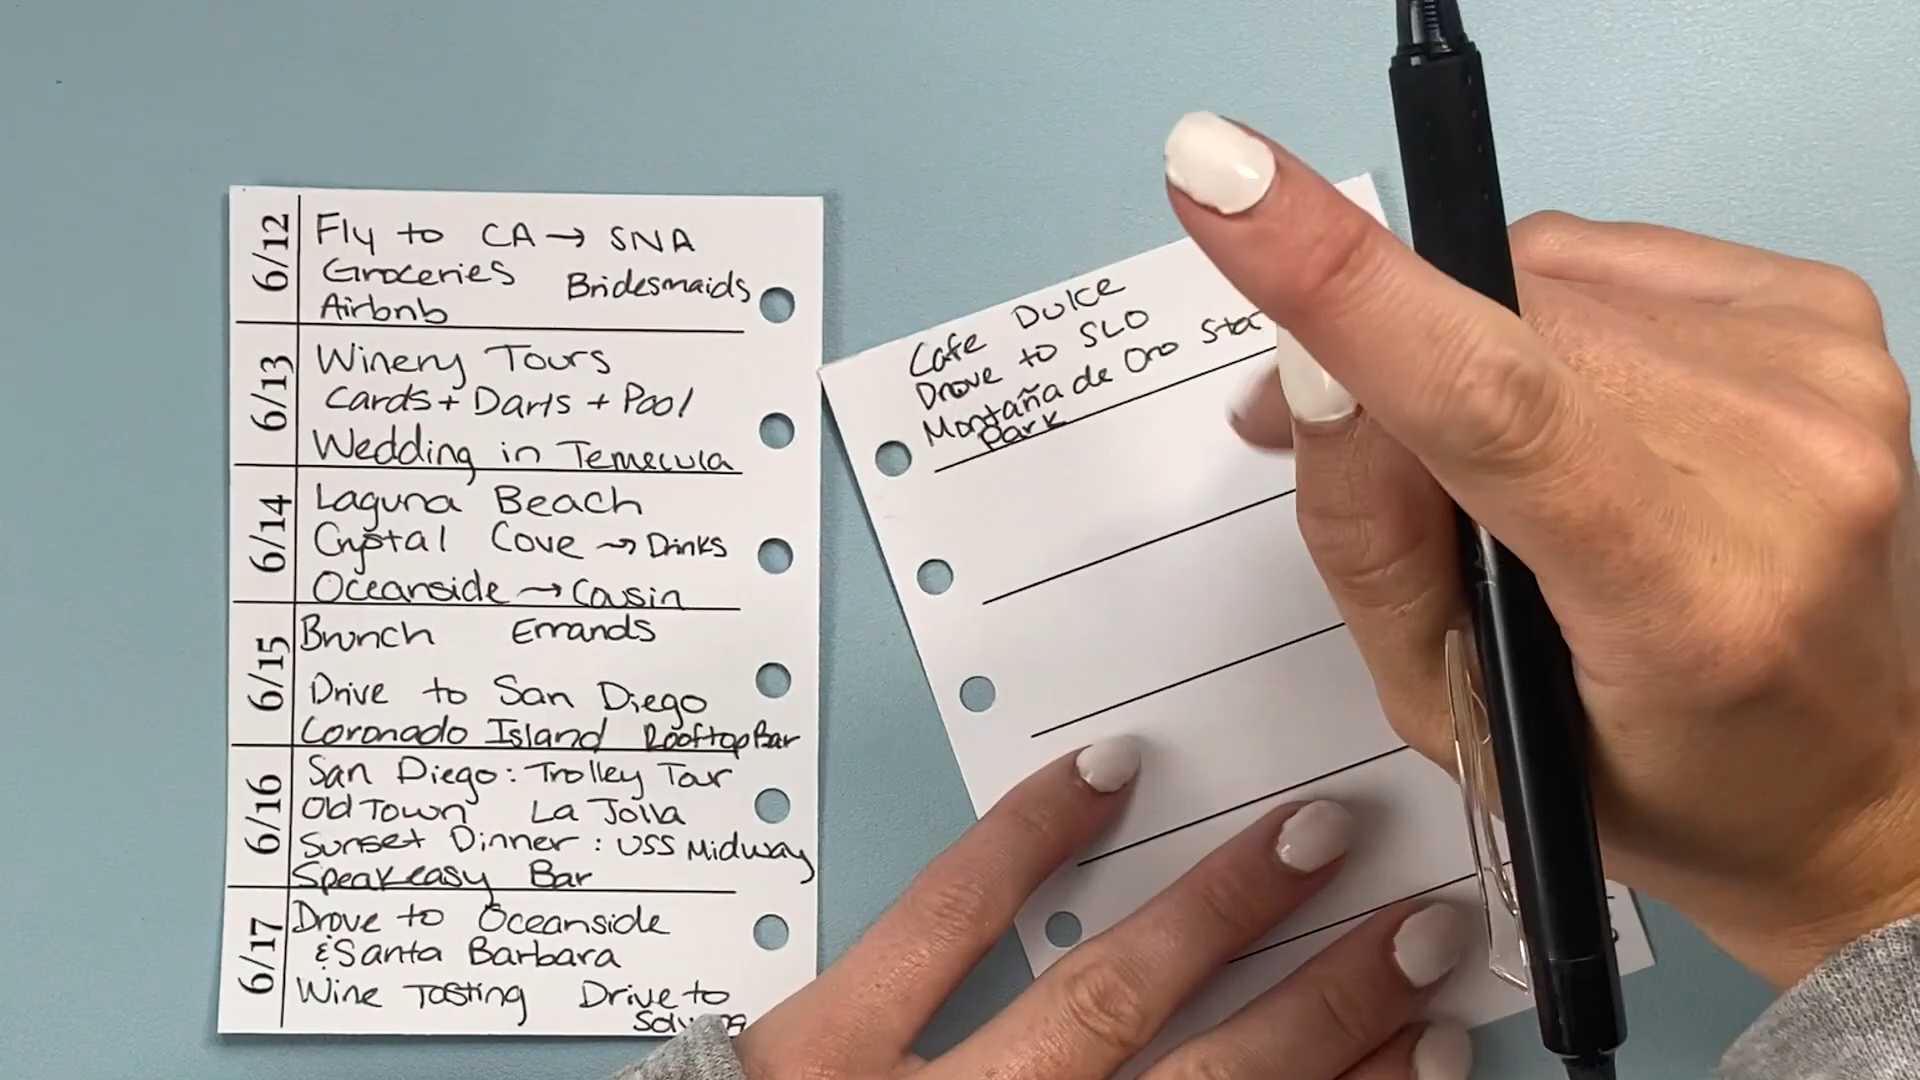 6/12
Fly to CA → SNA
Groceries Bridesmaids
Airbnb
6/13
Winery Tours
Cards + Darts + Pool
Wedding in Temecula
6/14
Laguna Beach
Crystal Cove → Drinks
Oceanside → Cousin
6/15
Brunch Errands
Drive to San Diego
Coronado Island Rooftop Bar
6/16
San Diego: Trolley Tour
Old Town La Jolla
Sunset Dinner: USS Midway
Speakeasy Bar
6/17
Drove to Oceanside
& Santa Barbara
Wine Tasting Drive to
Cafe Dulce
Drove to SLO
Montaña de Oro
Park